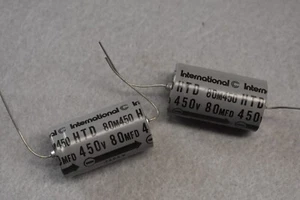 International C
HTD 80M450
450V 80MFD
International C
HTD 80M450 HTD
450V 80MFD 450